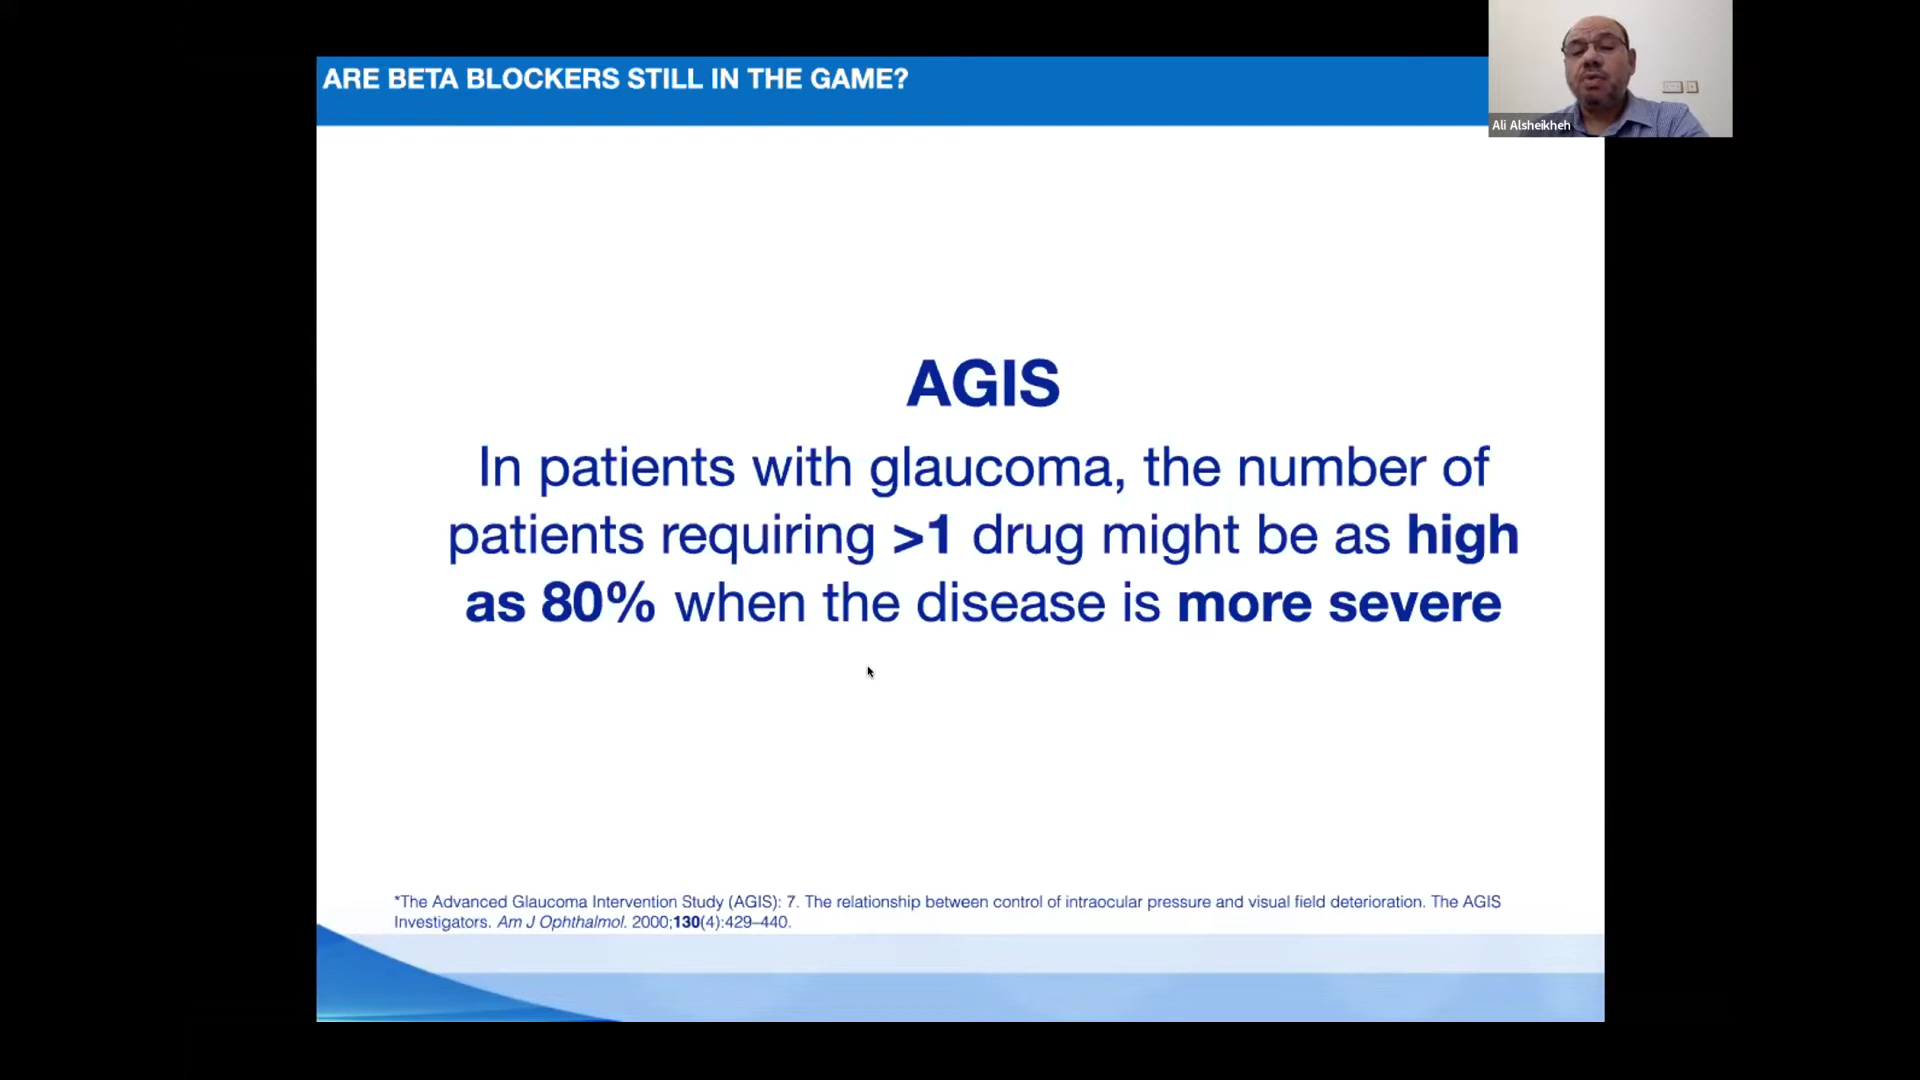 ARE BETA BLOCKERS STILL IN THE GAME?
Ali Alsheikheh
AGIS
In patients with glaucoma, the number of
patients requiring >1 drug might be as high
as 80% when the disease is more severe
*The Advanced Glaucoma Intervention Study (AGIS): 7. The relationship between control of intraocular pressure and visual field deterioration. The AGIS
Investigators. Am J Ophthalmol. 2000;130(4):429–440.